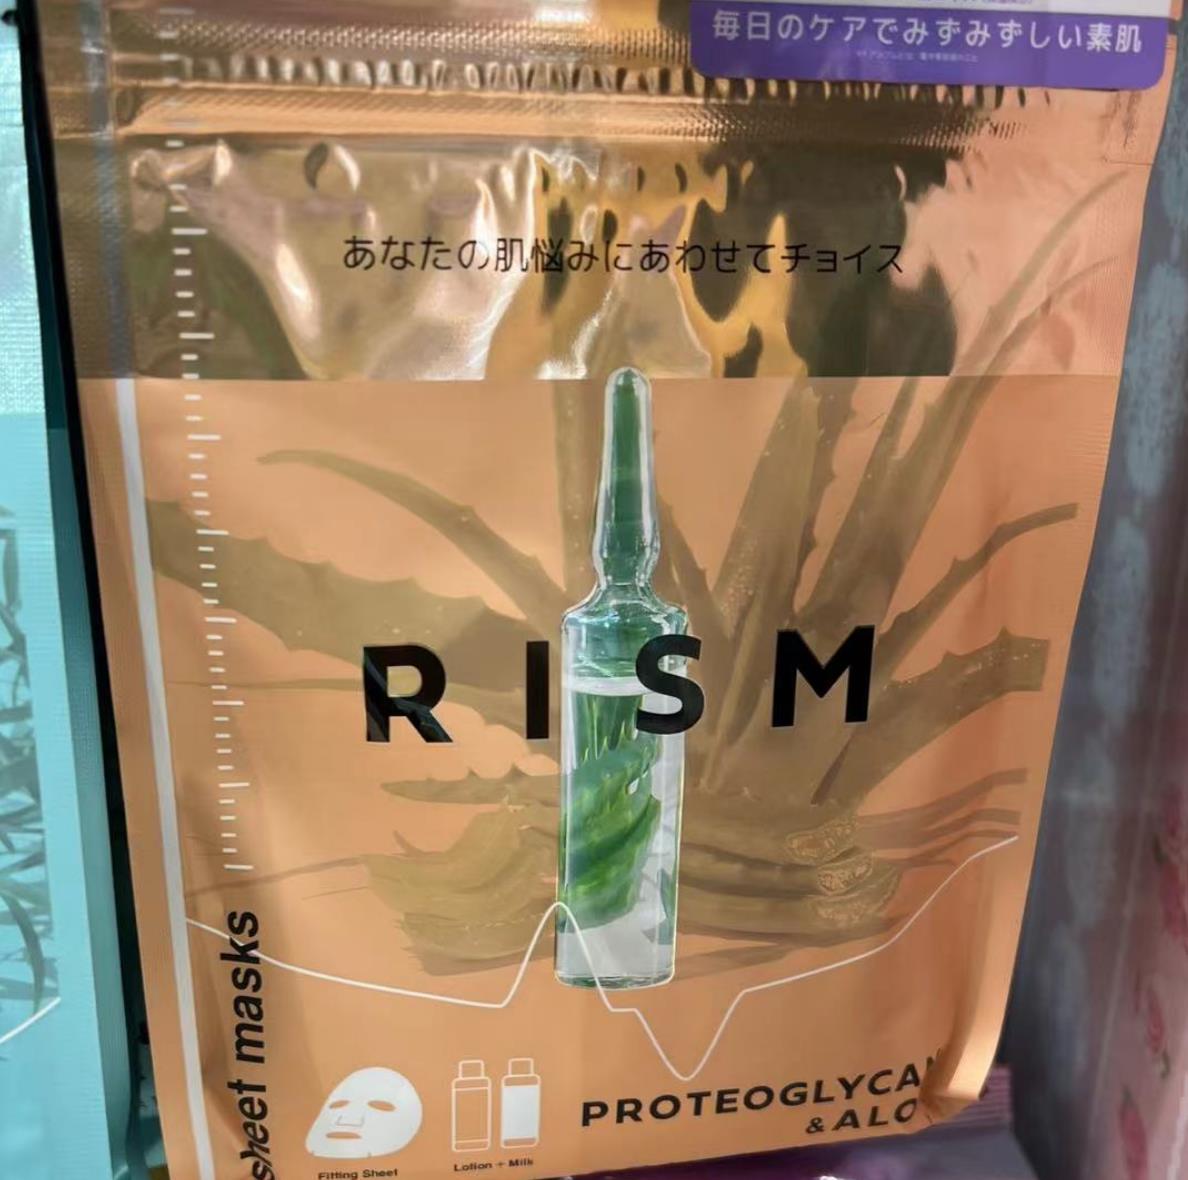 毎日のケアでみずみずしい素肌
あなたの肌悩みにあわせてチョイス
RISM
sheet masks
Fitting Sheet
Lotion + Milk
PROTEOGLYCAN
& ALO